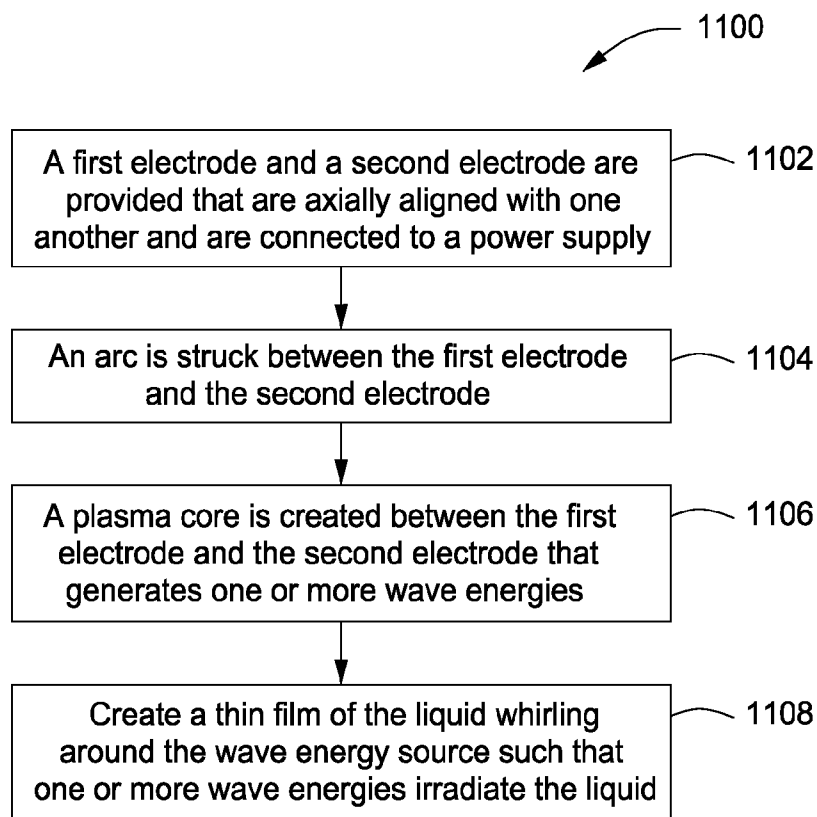 1100
A first electrode and a second electrode are
provided that are axially aligned with one
another and are connected to a power supply
1102
An arc is struck between the first electrode
and the second electrode
1104
A plasma core is created between the first
electrode and the second electrode that
generates one or more wave energies
1106
Create a thin film of the liquid whirling
around the wave energy source such that
one or more wave energies irradiate the liquid
1108